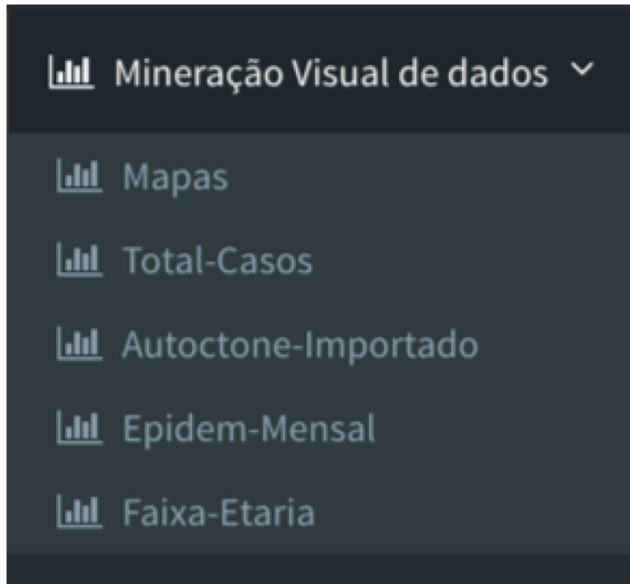 Mineração Visual de dados
Mapas
Total-Casos
Autoctone-Importado
Epidem-Mensal
Faixa-Etaria